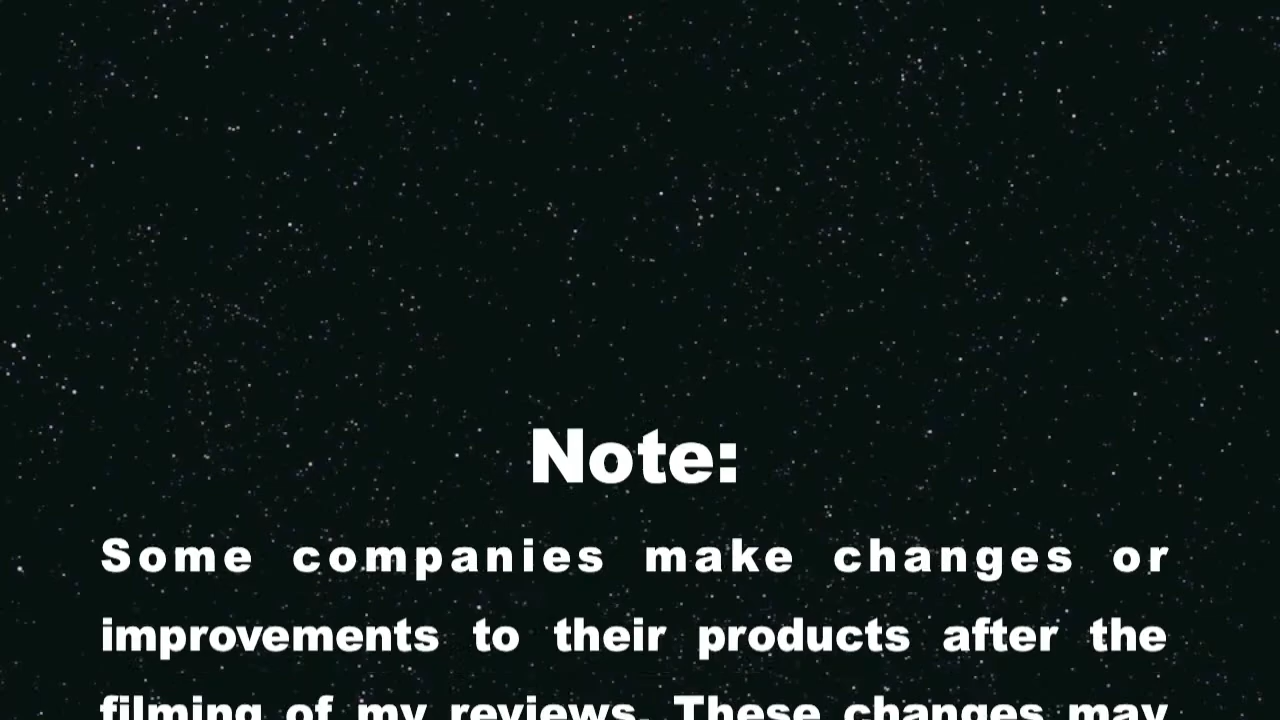 Note:
Some companies make changes or
improvements to their products after the
filming of my reviews. These changes may